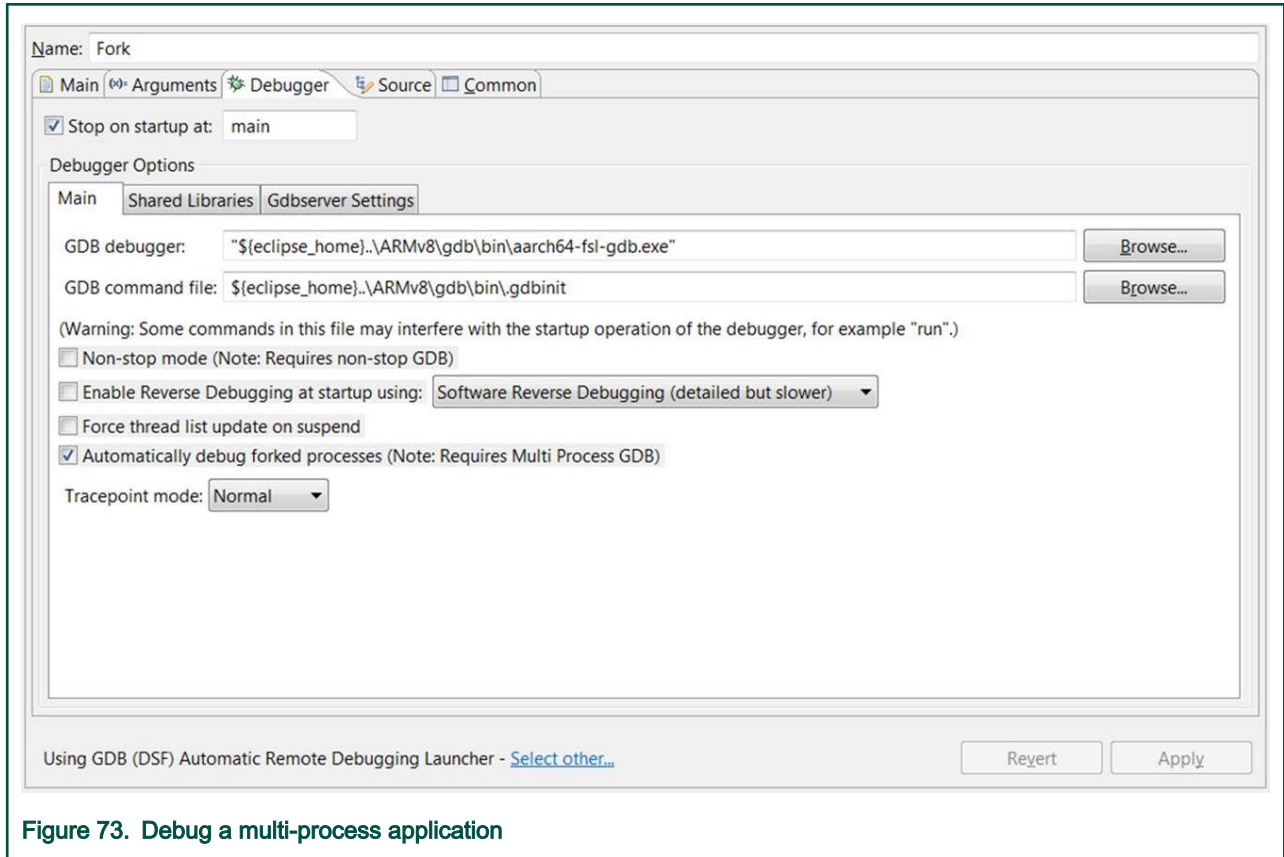 Name: Fork
Main (x)= Arguments Debugger Source Common
Stop on startup at: main
Debugger Options
Main Shared Libraries Gdbserver Settings
GDB debugger: "${eclipse_home}..\ARMv8\gdb\bin\aarch64-fsl-gdb.exe" Browse...
GDB command file: ${eclipse_home}..\ARMv8\gdb\bin\.gdbinit Browse...
(Warning: Some commands in this file may interfere with the startup operation of the debugger, for example "run".)
Non-stop mode (Note: Requires non-stop GDB)
Enable Reverse Debugging at startup using: Software Reverse Debugging (detailed but slower)
Force thread list update on suspend
Automatically debug forked processes (Note: Requires Multi Process GDB)
Tracepoint mode: Normal
Using GDB (DSF) Automatic Remote Debugging Launcher - Select other... Revert Apply
Figure 73. Debug a multi-process application